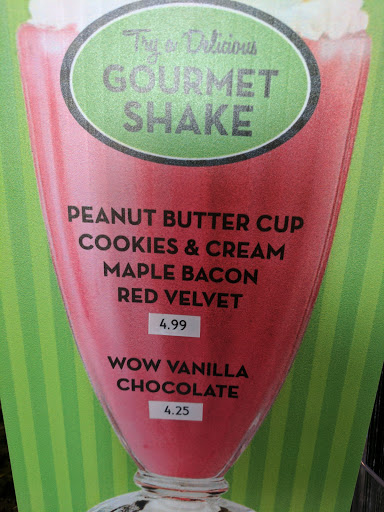 Try a Delicious
GOURMET
SHAKE
PEANUT BUTTER CUP
COOKIES & CREAM
MAPLE BACON
RED VELVET
4.99
WOW VANILLA
CHOCOLATE
4.25